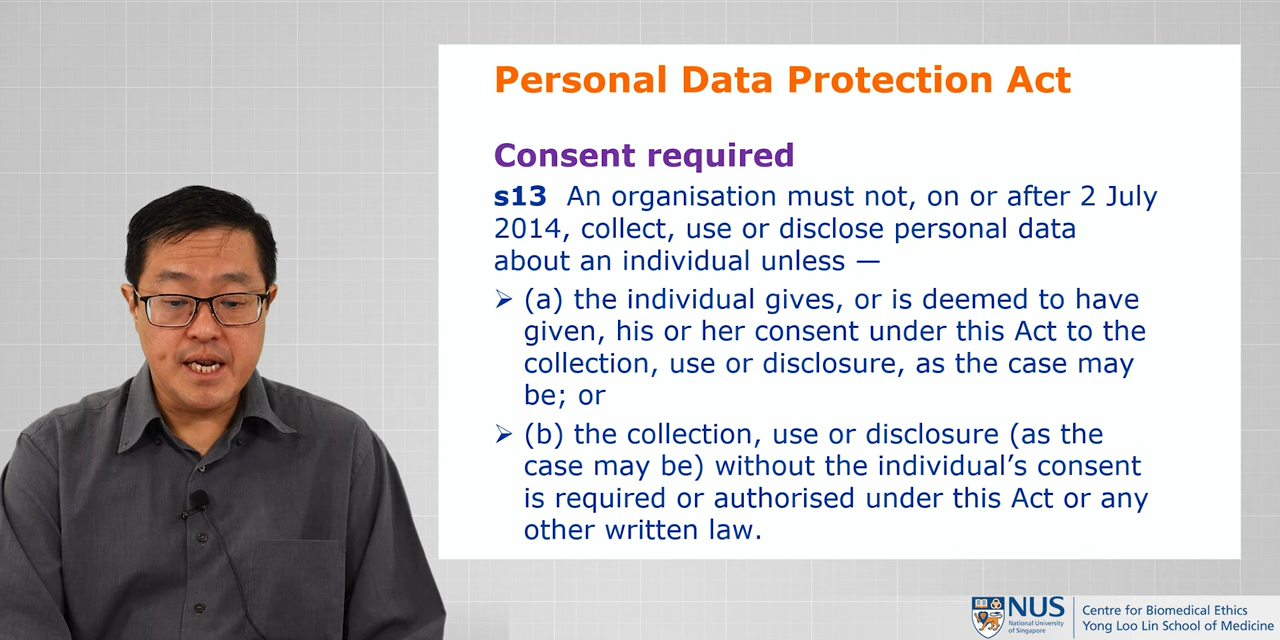 Personal Data Protection Act
Consent required
s13 An organisation must not, on or after 2 July
2014, collect, use or disclose personal data
about an individual unless —
➢ (a) the individual gives, or is deemed to have
given, his or her consent under this Act to the
collection, use or disclosure, as the case may
be; or
➢ (b) the collection, use or disclosure (as the
case may be) without the individual’s consent
is required or authorised under this Act or any
other written law.
NUS
National University
of Singapore
Centre for Biomedical Ethics
Yong Loo Lin School of Medicine